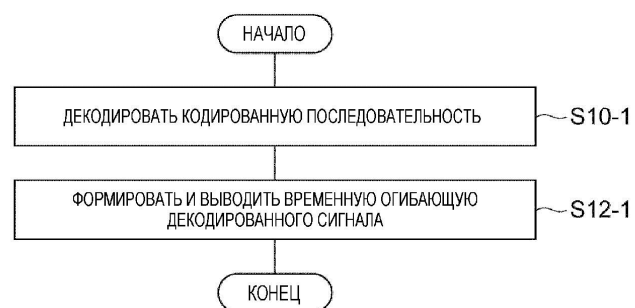 НАЧАЛО
ДЕКОДИРОВАТЬ КОДИРОВАННУЮ ПОСЛЕДОВАТЕЛЬНОСТЬ
S10-1
ФОРМИРОВАТЬ И ВЫВОДИТЬ ВРЕМЕННУЮ ОГИБАЮЩУЮ
ДЕКОДИРОВАННОГО СИГНАЛА
S12-1
КОНЕЦ